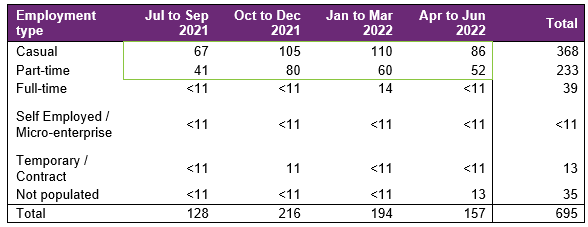 Employment type Jul to Sep 2021 Oct to Dec 2021 Jan to Mar 2022 Apr to Jun 2022 Total
Casual 67 105 110 86 368
Part-time 41 80 60 52 233
Full-time <11 <11 14 <11 39
Self Employed / Micro-enterprise <11 <11 <11 <11 <11
Temporary / Contract <11 11 <11 <11 13
Not populated <11 <11 <11 13 35
Total 128 216 194 157 695